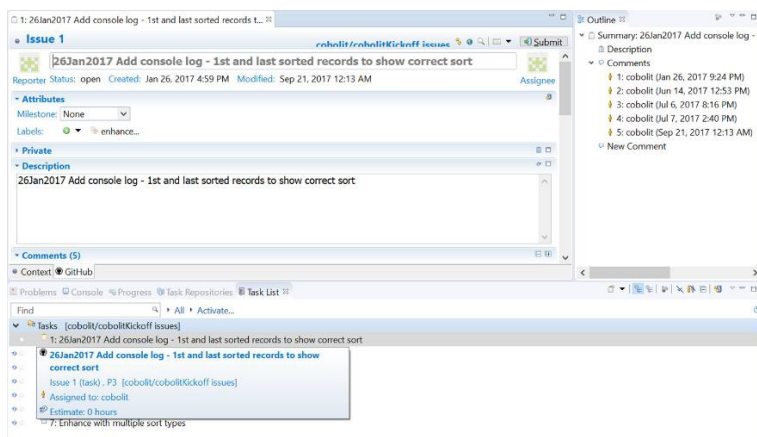 1: 26Jan2017 Add console log - 1st and last sorted records t...
Issue 1
cobolit/cobolitKickoff issues
Submit
26Jan2017 Add console log - 1st and last sorted records to show correct sort
Reporter Status: open Created: Jan 26, 2017 4:59 PM Modified: Sep 21, 2017 12:13 AM Assignee
Attributes
Milestone: None
Labels: enhance...
Private
Description
26Jan2017 Add console log - 1st and last sorted records to show correct sort
Comments (5)
Context GitHub
Outline
Summary: 26Jan2017 Add console log -
Description
Comments
1: cobolit (Jan 26, 2017 9:24 PM)
2: cobolit (Jun 14, 2017 12:53 PM)
3: cobolit (Jul 6, 2017 8:16 PM)
4: cobolit (Jul 7, 2017 2:40 PM)
5: cobolit (Sep 21, 2017 12:13 AM)
New Comment
Problems Console Progress Task Repositories Task List
Find All Activate...
Tasks [cobolit/cobolitKickoff issues]
1: 26Jan2017 Add console log - 1st and last sorted records to show correct sort
26Jan2017 Add console log - 1st and last sorted records to show
correct sort
Issue 1 (task) , P3 [cobolit/cobolitKickoff issues]
Assigned to: cobolit
Estimate: 0 hours
7: Enhance with multiple sort types